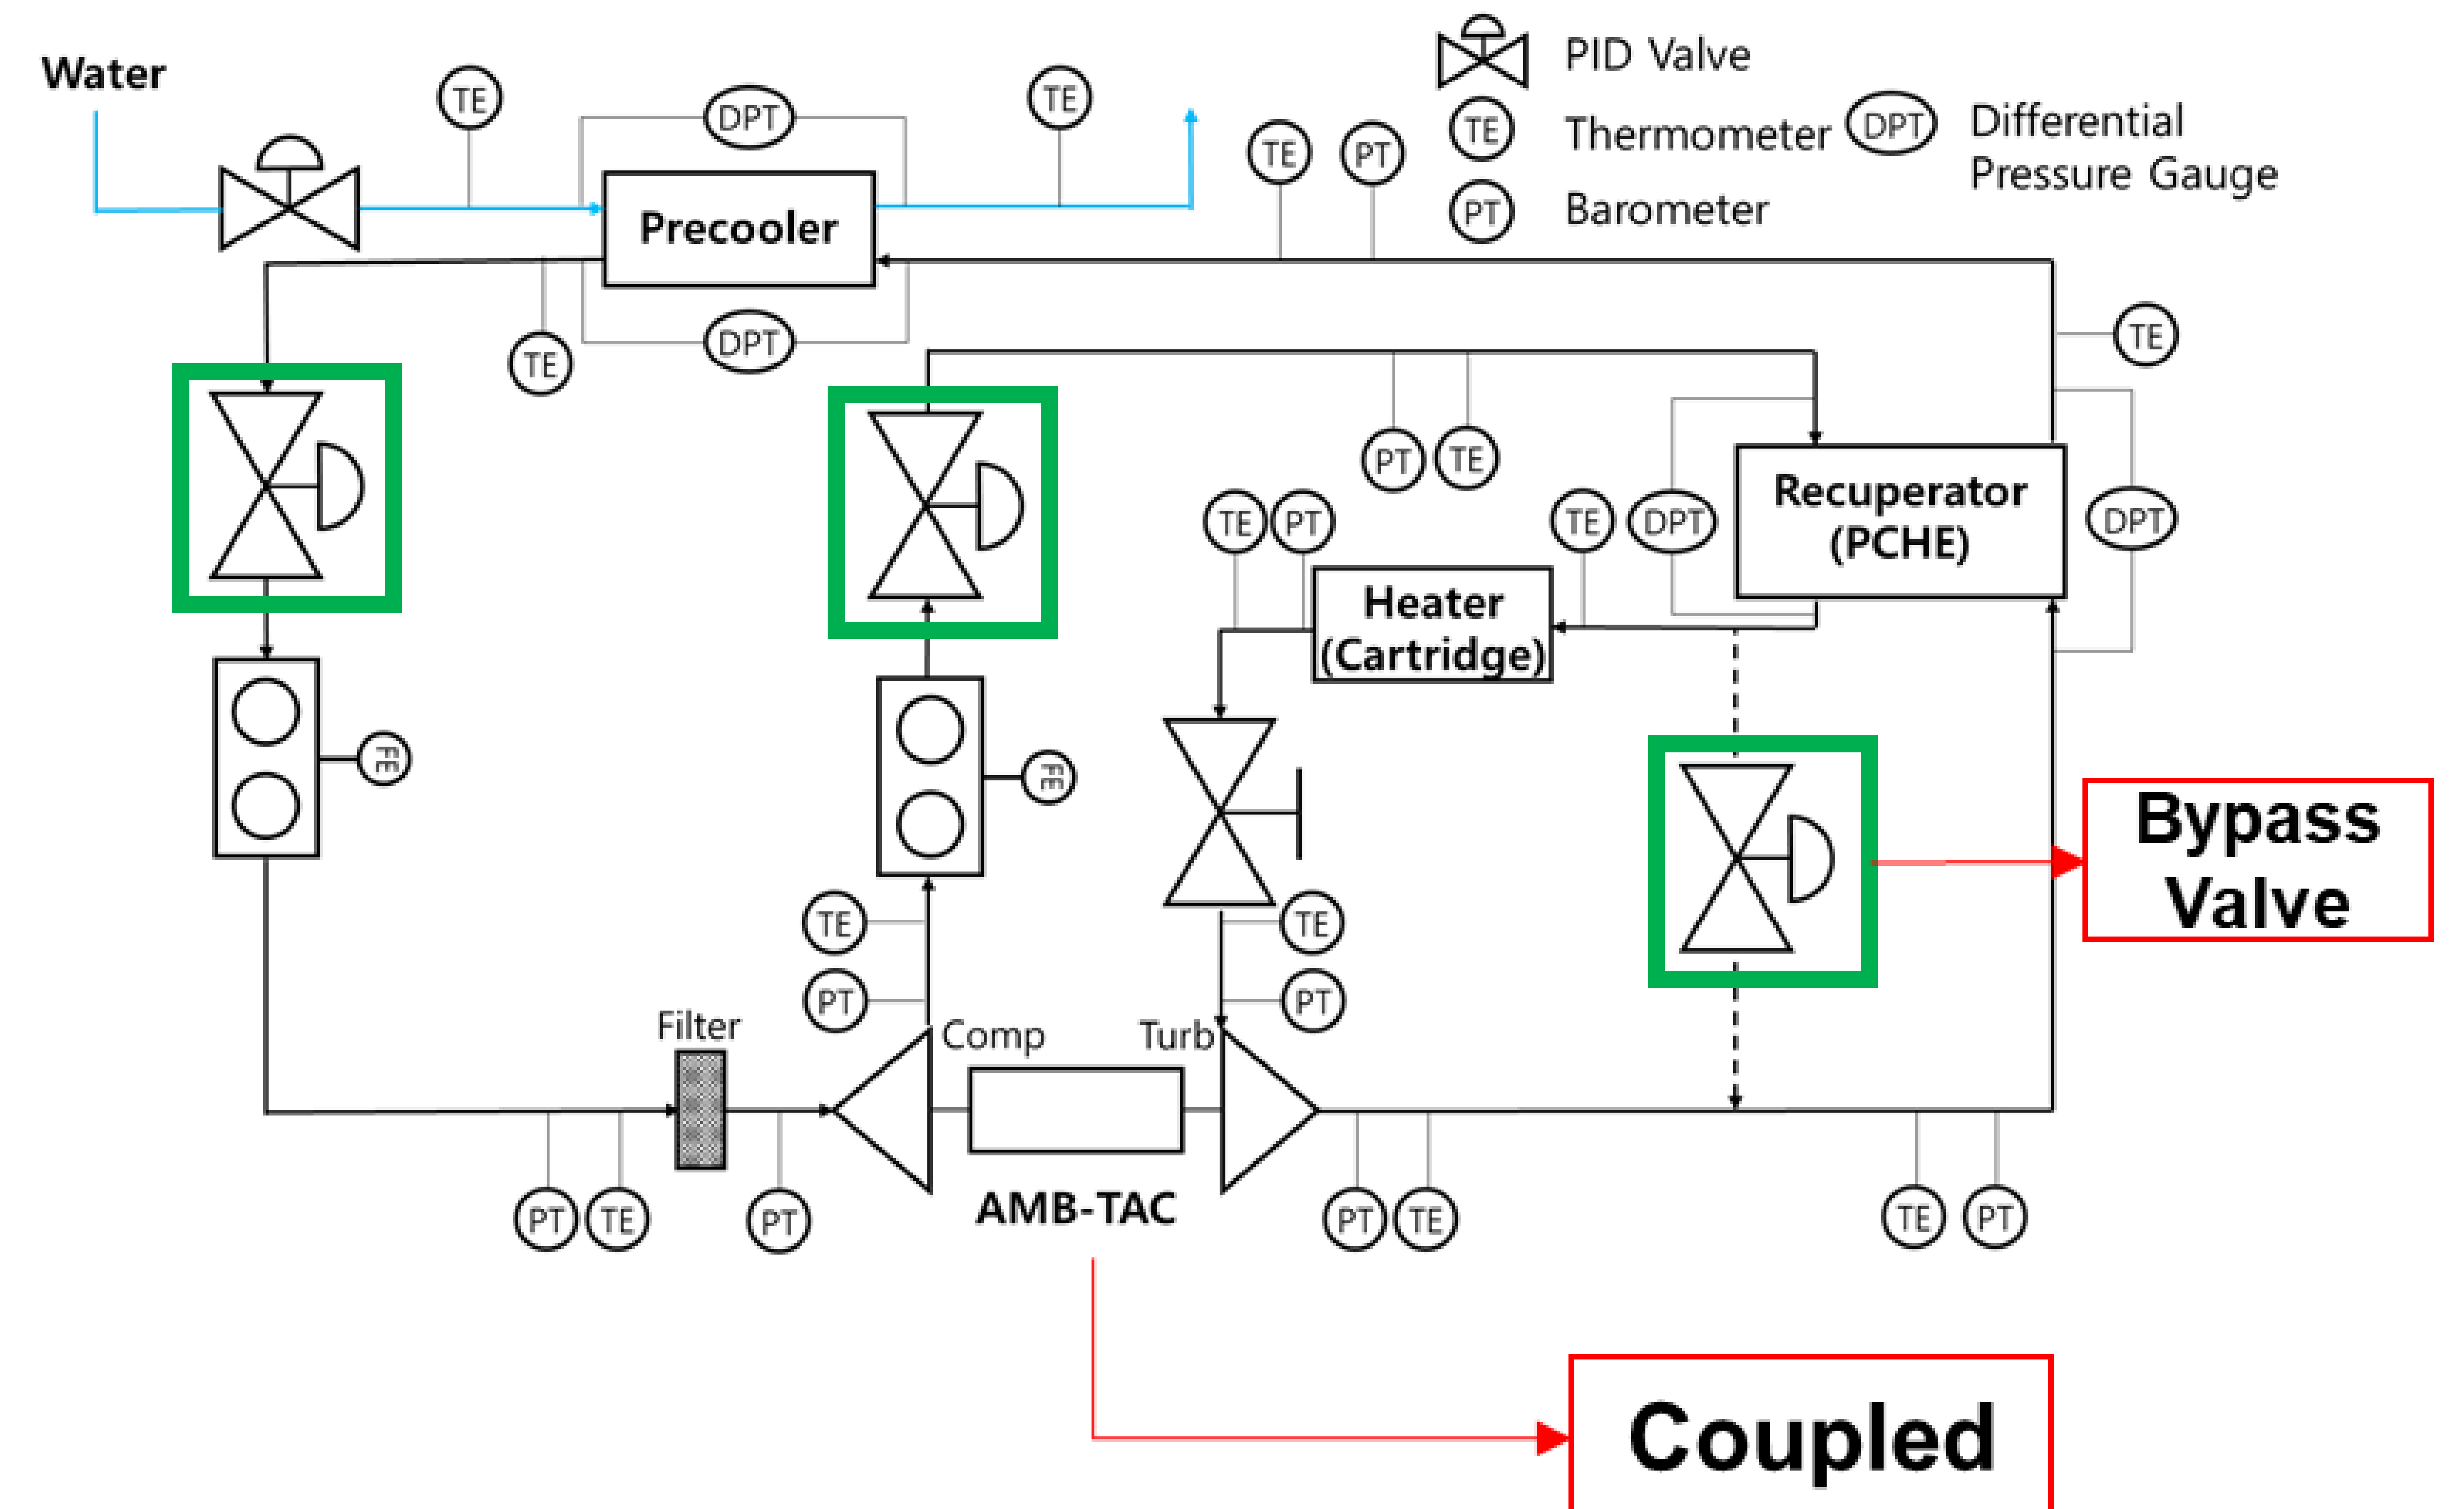 Water
TE
DPT
TE
TE
PT
PID Valve
TE
Thermometer
DPT
Differential
Pressure Gauge
PT
Barometer
Precooler
TE
DPT
TE
PT
TE
Recuperator
(PCHE)
DPT
TE
PT
TE
DPT
Heater
(Cartridge)
FE
FE
Bypass
Valve
TE
PT
TE
PT
Filter
Comp
Turb
AMB-TAC
PT
TE
PT
PT
TE
TE
PT
Coupled